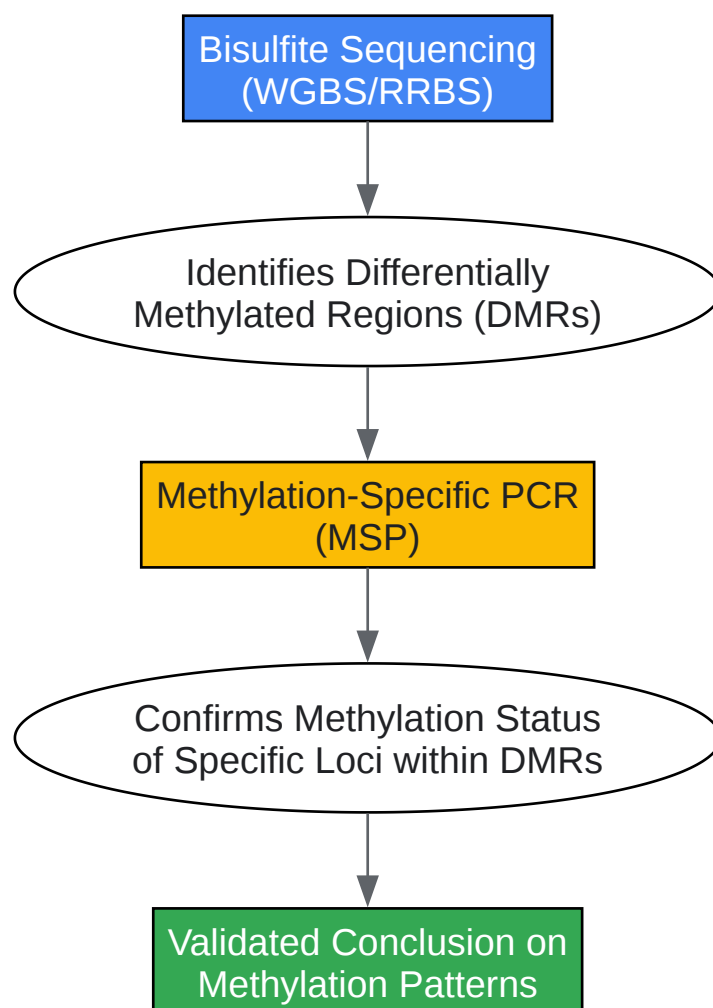 Bisulfite Sequencing
(WGBS/RRBS)
Identifies Differentially
Methylated Regions (DMRs)
Methylation-Specific PCR
(MSP)
Confirms Methylation Status
of Specific Loci within DMRs
Validated Conclusion on
Methylation Patterns